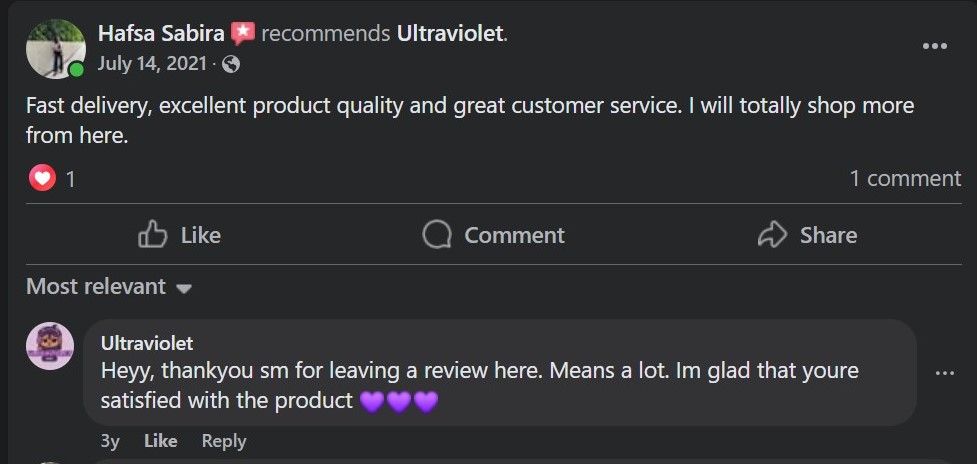 Hafsa Sabira recommends Ultraviolet.
July 14, 2021 ·
Fast delivery, excellent product quality and great customer service. I will totally shop more
from here.
1
1 comment
Like
Comment
Share
Most relevant
Ultraviolet
Heyy, thankyou sm for leaving a review here. Means a lot. Im glad that youre
satisfied with the product 💜💜💜
3y Like Reply